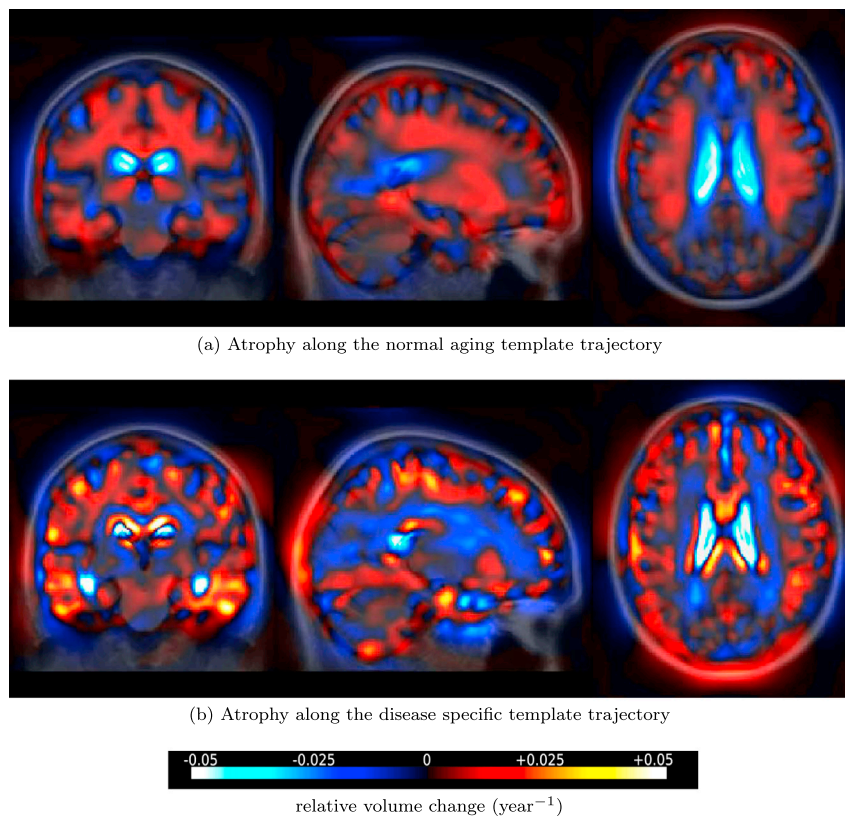 (a) Atrophy along the normal aging template trajectory
(b) Atrophy along the disease specific template trajectory
-0.05 -0.025 0 +0.025 +0.05
relative volume change (year⁻¹)